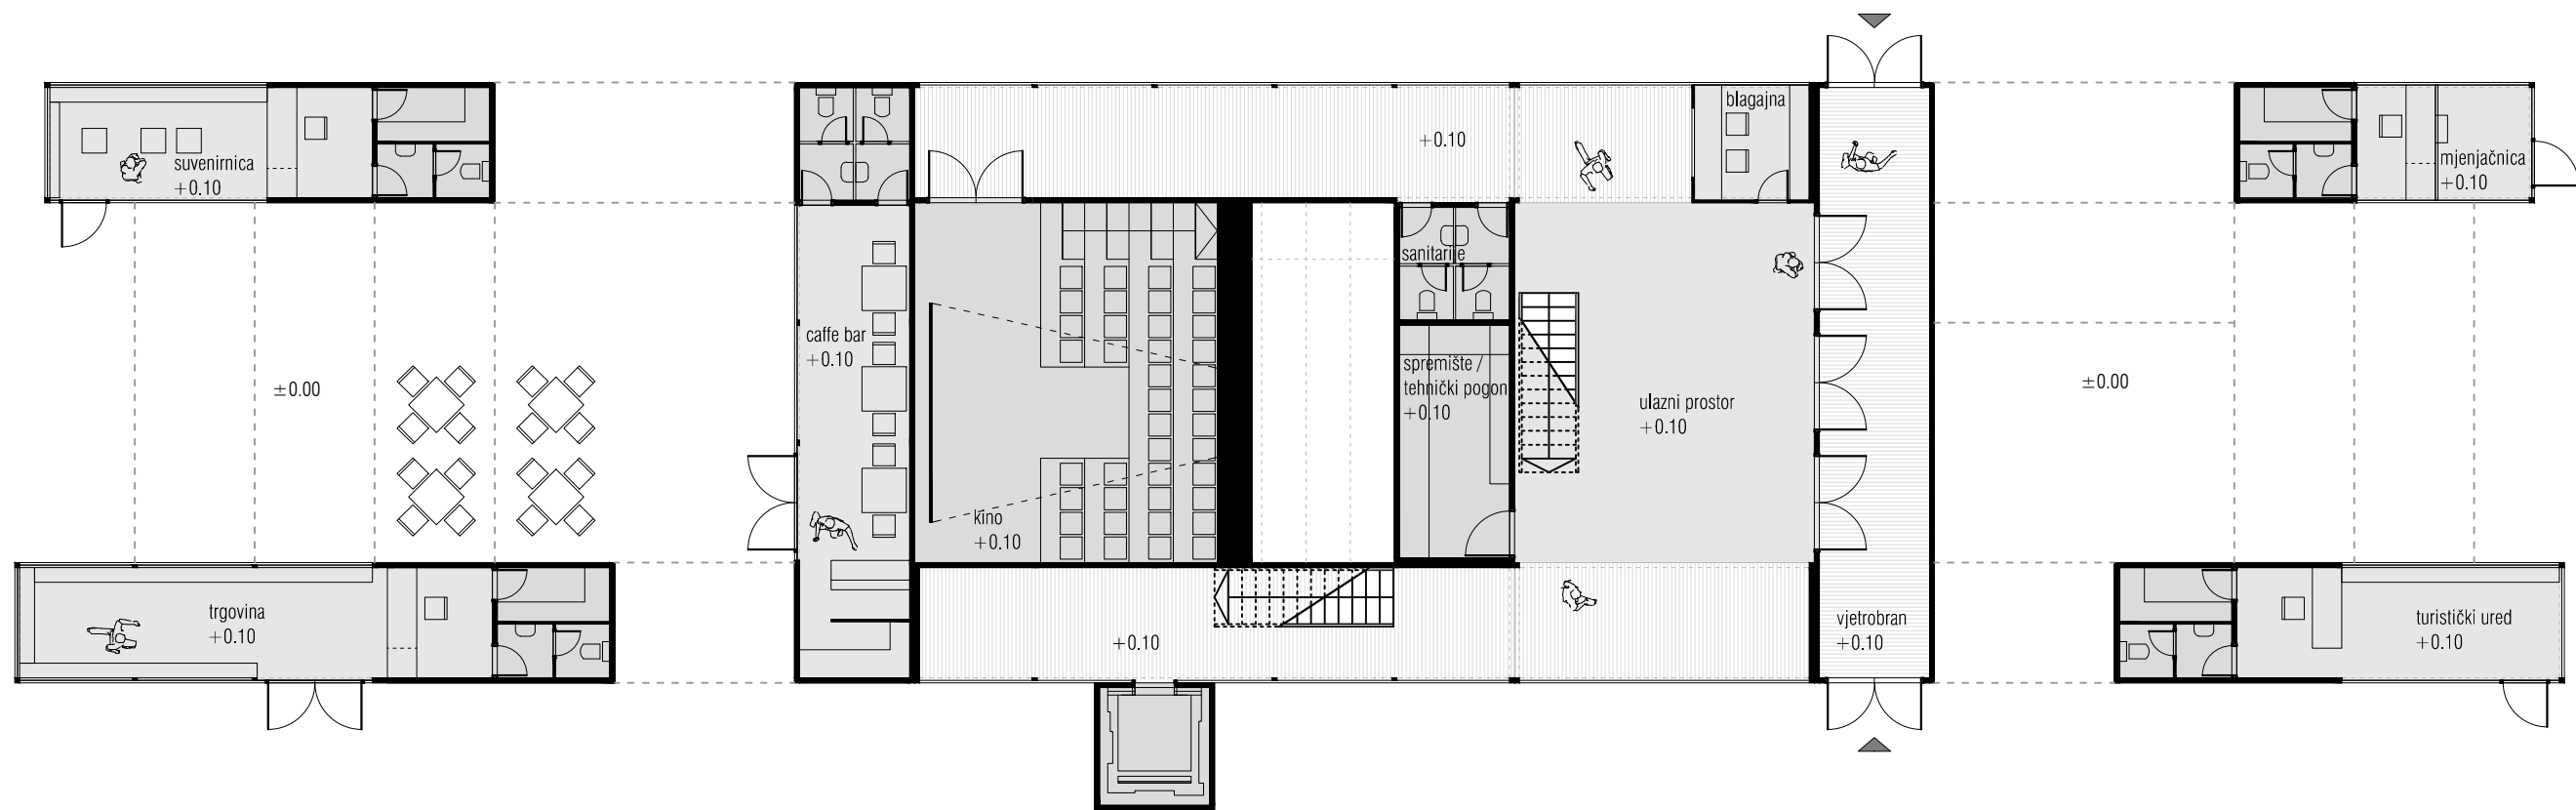 suvenirnica
+0.10
±0.00
trgovina
+0.10
caffe bar
+0.10
kino
+0.10
+0.10
+0.10
sanitarije
spremište /
tehnički pogon
+0.10
blagajna
ulazni prostor
+0.10
vjetrobran
+0.10
±0.00
mjenjačnica
+0.10
turistički ured
+0.10